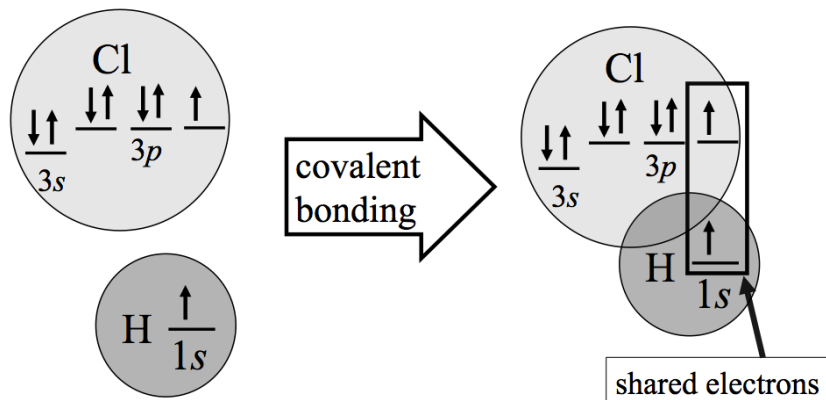 Cl
3s
3p
H
1s
covalent
bonding
Cl
3s
3p
H
1s
shared electrons